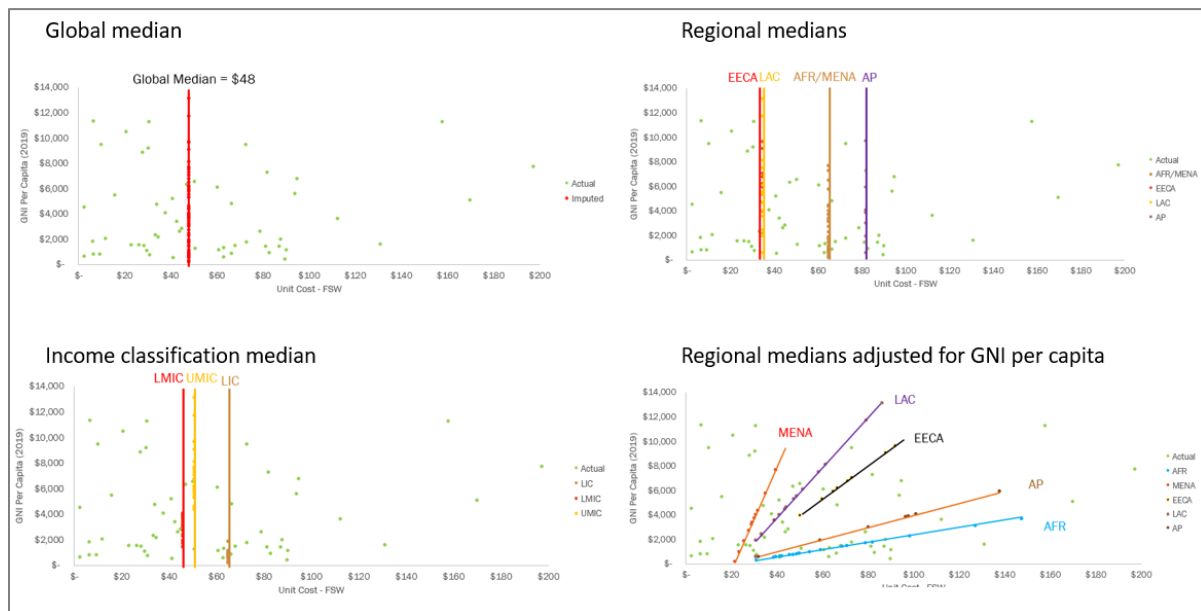 Global median
Global Median = $48
$14,000
$12,000
$10,000
$8,000
$6,000
$4,000
$2,000
$-
GNI Per Capita (2019)
$- $20 $40 $60 $80 $100 $120 $140 $160 $180 $200
Unit Cost - FSW
Actual
Imputed
Regional medians
EECA LAC AFR/MENA AP
$14,000
$12,000
$10,000
$8,000
$6,000
$4,000
$2,000
$-
GNI Per Capita (2019)
$- $20 $40 $60 $80 $100 $120 $140 $160 $180 $200
Unit Cost - FSW
Actual
AFR/MENA
EECA
LAC
AP
Income classification median
LMIC UMIC LIC
$14,000
$12,000
$10,000
$8,000
$6,000
$4,000
$2,000
$-
GNI Per Capita (2019)
$- $20 $40 $60 $80 $100 $120 $140 $160 $180 $200
Unit Cost - FSW
Actual
LIC
LMIC
UMIC
Regional medians adjusted for GNI per capita
LAC
MENA
EECA
AP
AFR
$14,000
$12,000
$10,000
$8,000
$6,000
$4,000
$2,000
$-
GNI Per Capita (2019)
$- $20 $40 $60 $80 $100 $120 $140 $160 $180 $200
Unit Cost - FSW
Actual
AFR
MENA
EECA
LAC
AP